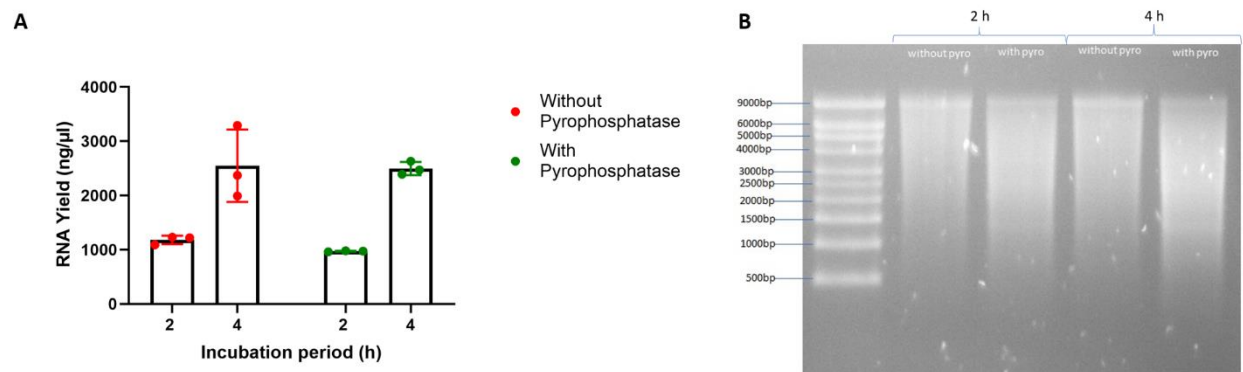 A
RNA Yield (ng/µl)
4000
3000
2000
1000
0
2 4 2 4
Incubation period (h)
Without
Pyrophosphatase
With
Pyrophosphatase
B
2 h 4 h
without pyro with pyro without pyro with pyro
9000bp
6000bp
5000bp
4000bp
3000bp
2500bp
2000bp
1500bp
1000bp
500bp